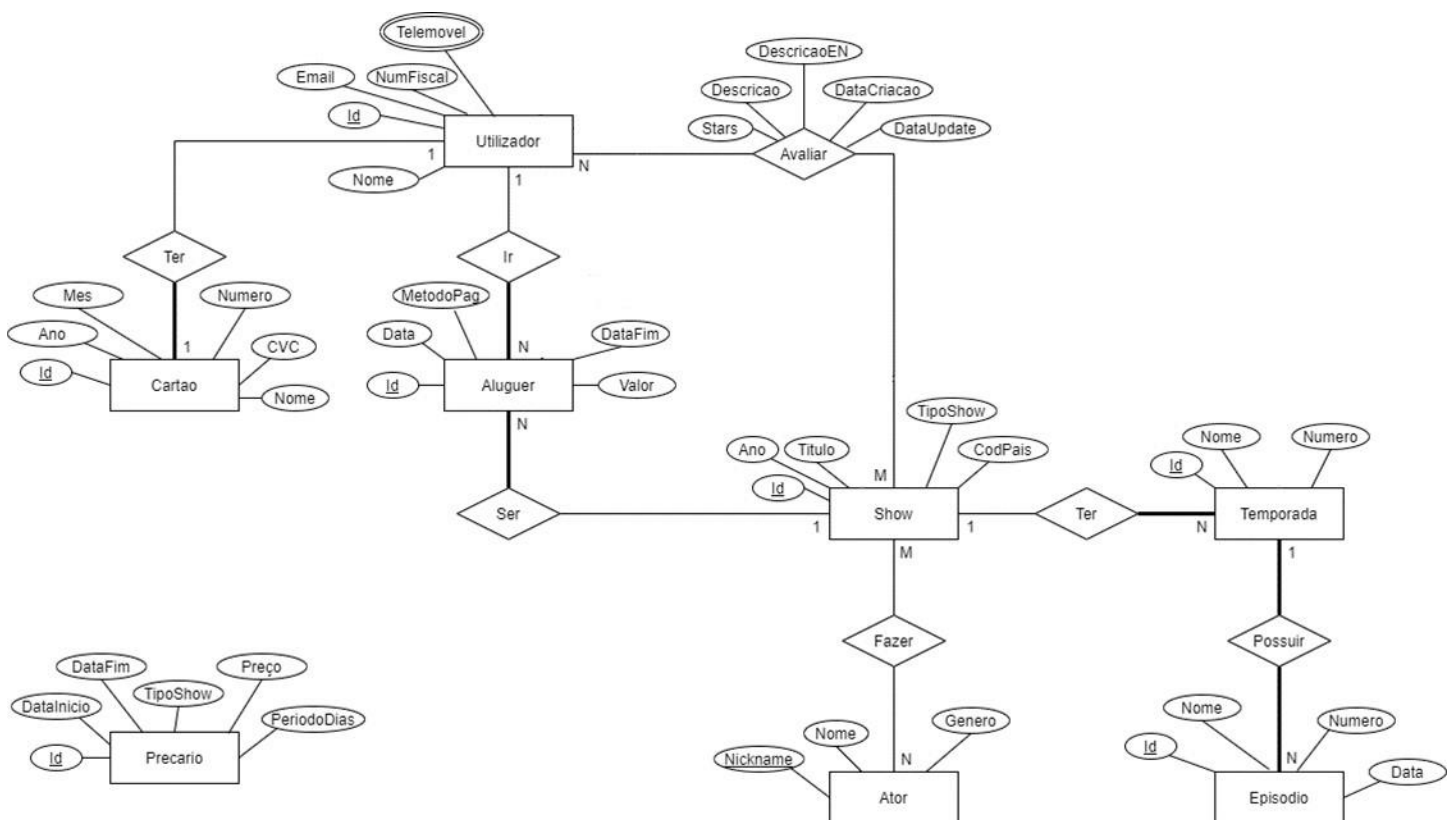 Telemovel
DescricaoEN
Email
NumFiscal
Descricao
DataCriacao
Id
Stars
DataUpdate
Utilizador
Avaliar
1
N
Nome
1
Ter
Ir
Mes
Numero
MetodoPag
Ano
CVC
Data
DataFim
1
N
Id
Cartao
Id
Aluguer
Valor
Nome
N
TipoShow
Ano
Titulo
CodPais
Nome
Numero
Id
M
Id
Ser
Show
Ter
Temporada
1
1
N
M
1
Fazer
Possuir
DataFim
Preço
TipoShow
DataInicio
PeriodoDias
Nome
Genero
Nome
Numero
Id
Precario
Nickname
N
Id
N
Data
Ator
Episodio